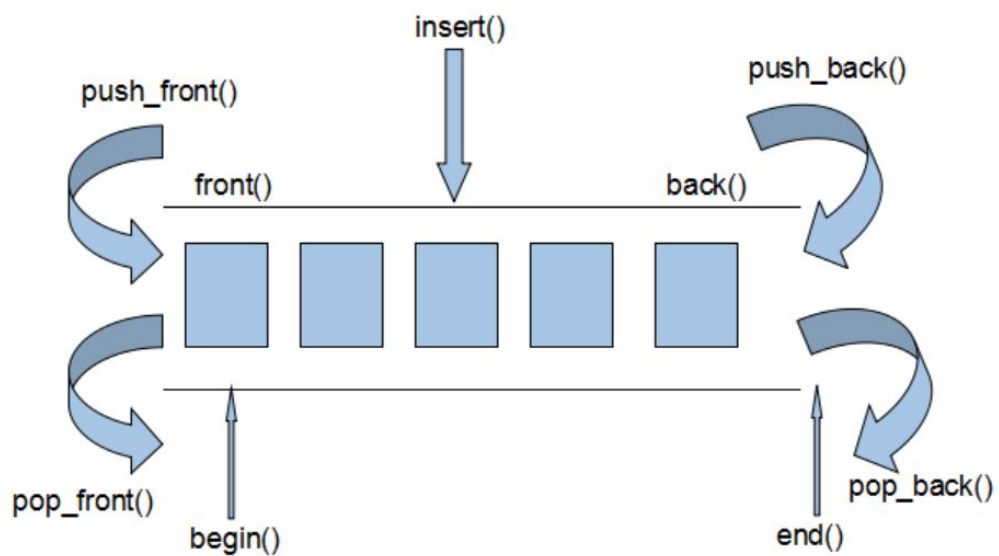 insert()
push_front()
push_back()
front()
back()
pop_front()
pop_back()
begin()
end()